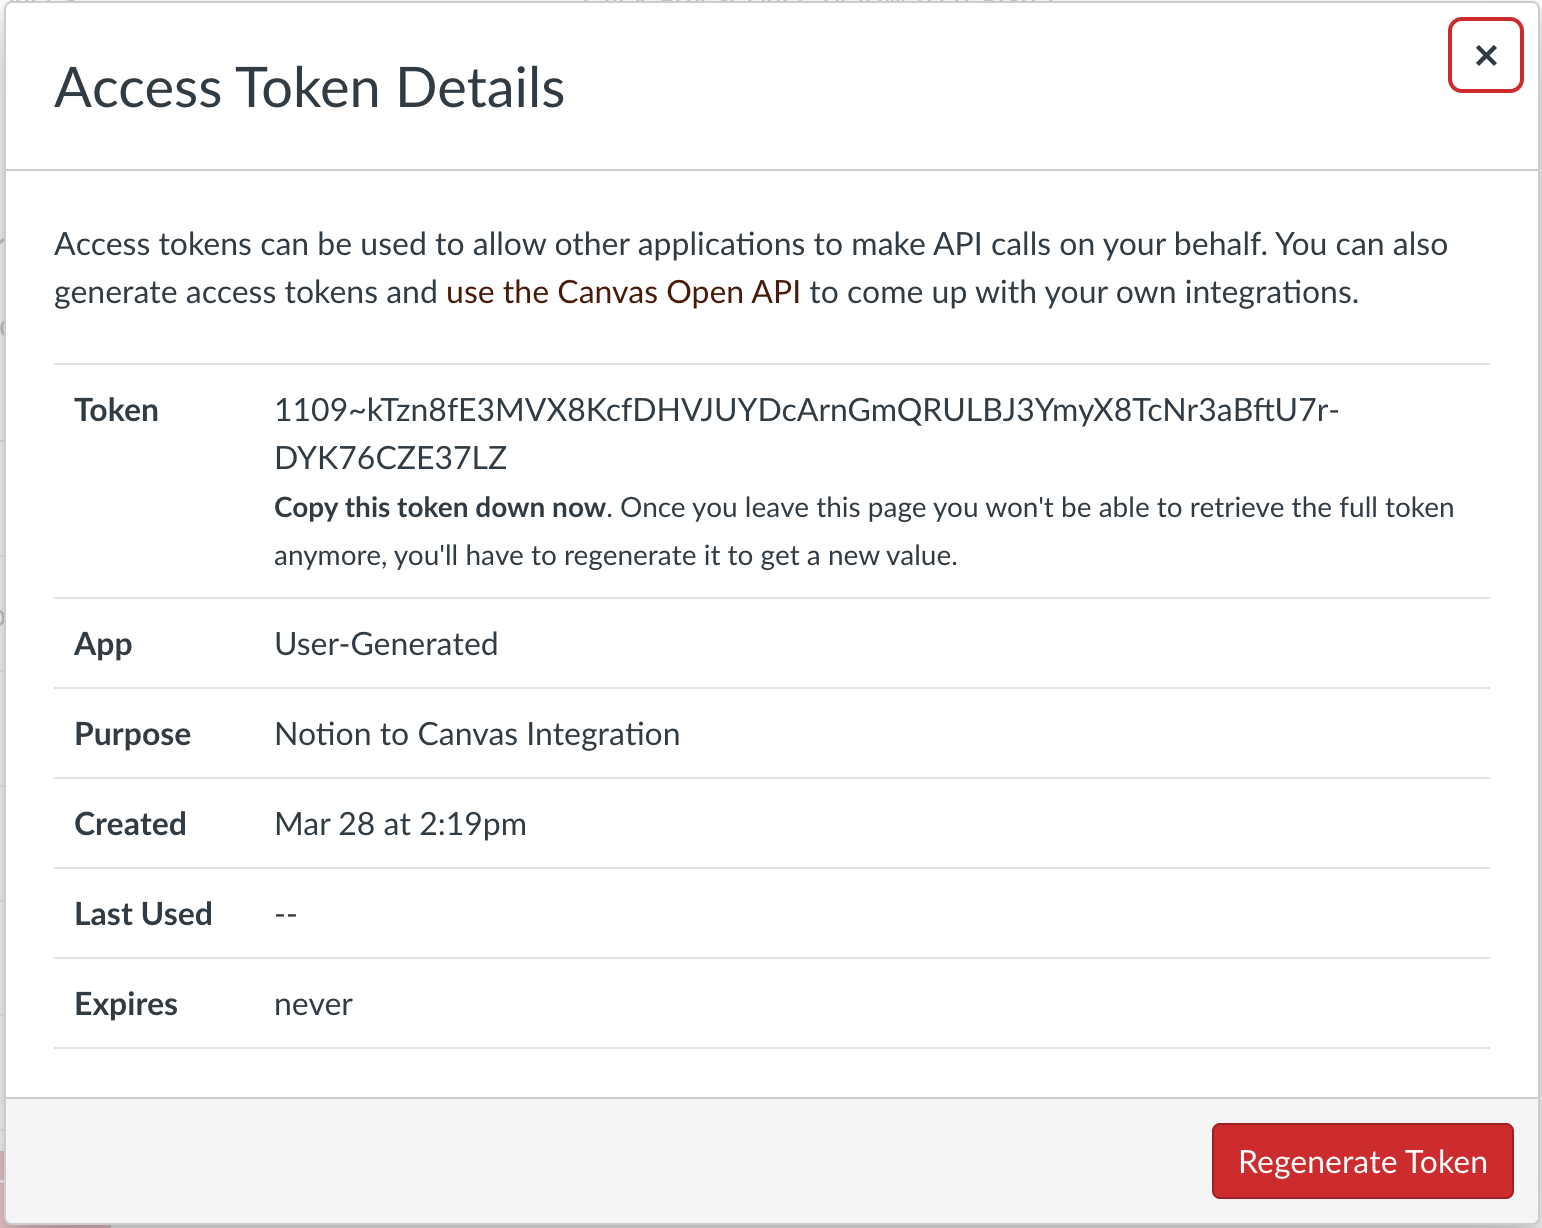 Access Token Details
×
Access tokens can be used to allow other applications to make API calls on your behalf. You can also
generate access tokens and use the Canvas Open API to come up with your own integrations.
Token
1109~kTzn8fE3MVX8KcfDHVJUYDcArnGmQRULBJ3YmyX8TcNr3aBftU7r-
DYK76CZE37LZ
Copy this token down now. Once you leave this page you won't be able to retrieve the full token
anymore, you'll have to regenerate it to get a new value.
App User-Generated
Purpose Notion to Canvas Integration
Created Mar 28 at 2:19pm
Last Used --
Expires never
Regenerate Token